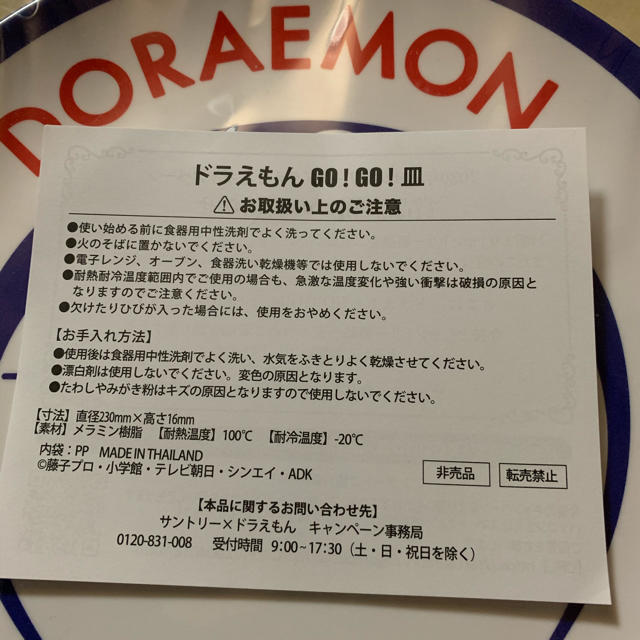 DORAEMON
ドラえもん GO！GO！皿
⚠ お取扱い上のご注意
●使い始める前に食器用中性洗剤でよく洗ってください。
●火のそばに置かないでください。
●電子レンジ、オーブン、食器洗い乾燥機等では使用しないでください。
●耐熱耐冷温度範囲内でご使用の場合も、急激な温度変化や強い衝撃は破損の原因と
なりますのでご注意ください。
●欠けたりひびが入った場合には、使用をおやめください。
【お手入れ方法】
●使用後は食器用中性洗剤でよく洗い、水気をふきとりよく乾燥させてください。
●漂白剤は使用しないでください。変色の原因となります。
●たわしやみがき粉はキズの原因となりますので使用しないでください。
【寸法】直径230mm×高さ16mm
【素材】メラミン樹脂 【耐熱温度】100℃ 【耐冷温度】-20℃
内袋：PP MADE IN THAILAND
©藤子プロ・小学館・テレビ朝日・シンエイ・ADK
非売品 転売禁止
【本品に関するお問い合わせ先】
サントリー×ドラえもん キャンペーン事務局
0120-831-008 受付時間 9:00~17:30（土・日・祝日を除く）